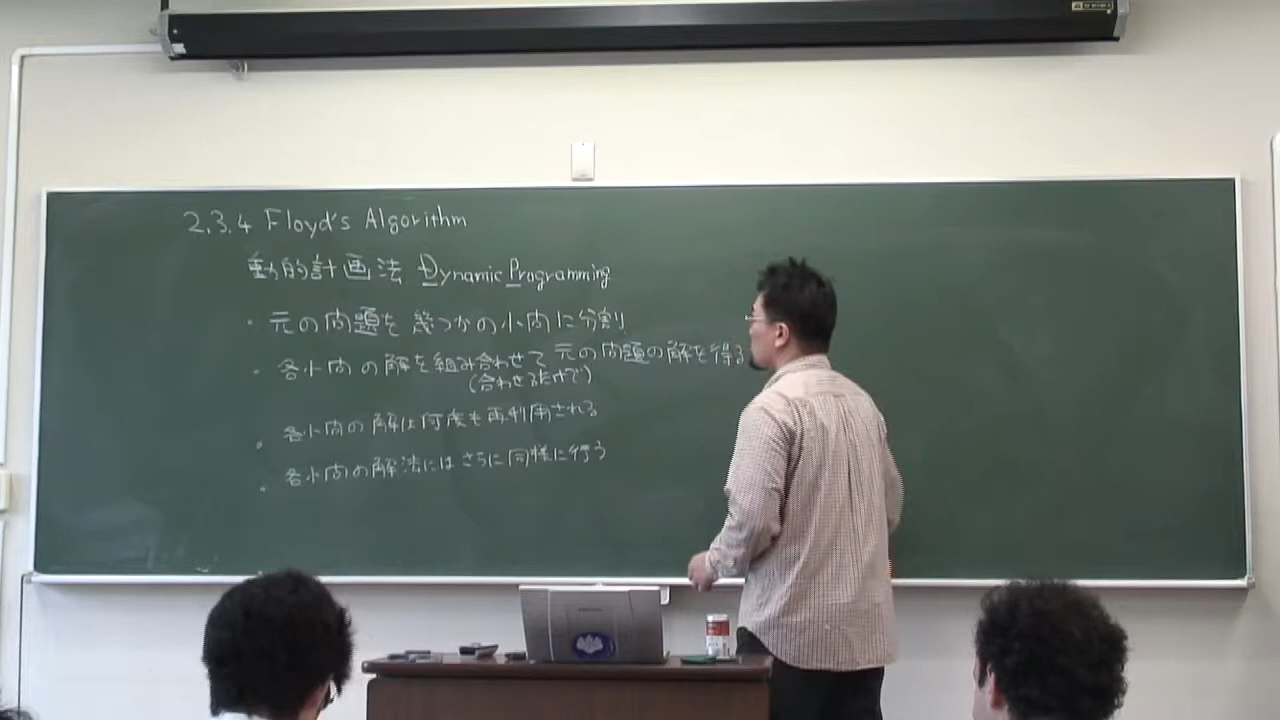 2.3.4 Floyd's Algorithm
動的計画法 Dynamic Programming
・元の問題を幾つかの小問に分割
・各小問の解を組み合わせて元の問題の解を得る
(合わせるだけで)
・各小問の解は何度も再利用される
・各小問の解法にはさらに同様に行う